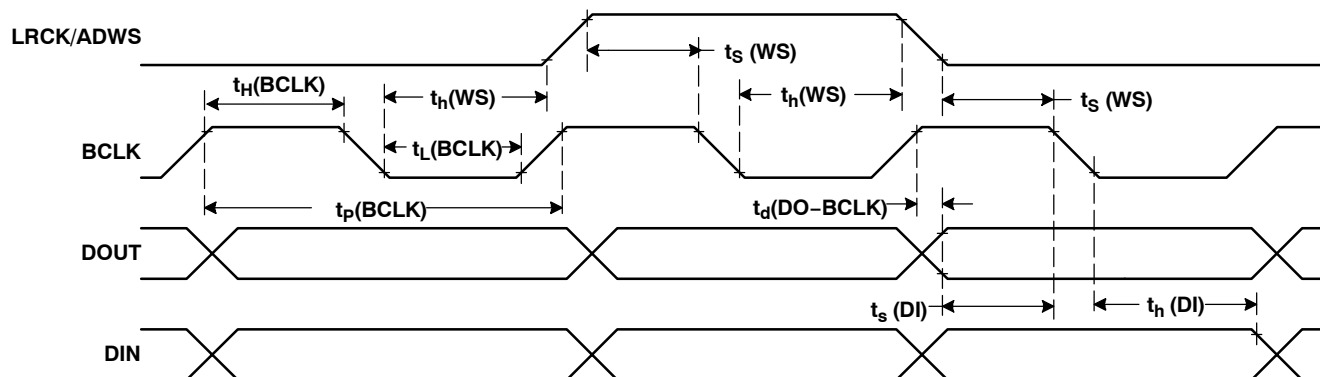 LRCK/ADWS
tS (WS)
tH(BCLK)
th(WS)
th(WS)
tS (WS)
BCLK
tL(BCLK)
tP(BCLK)
td(DO−BCLK)
DOUT
ts (DI)
th (DI)
DIN